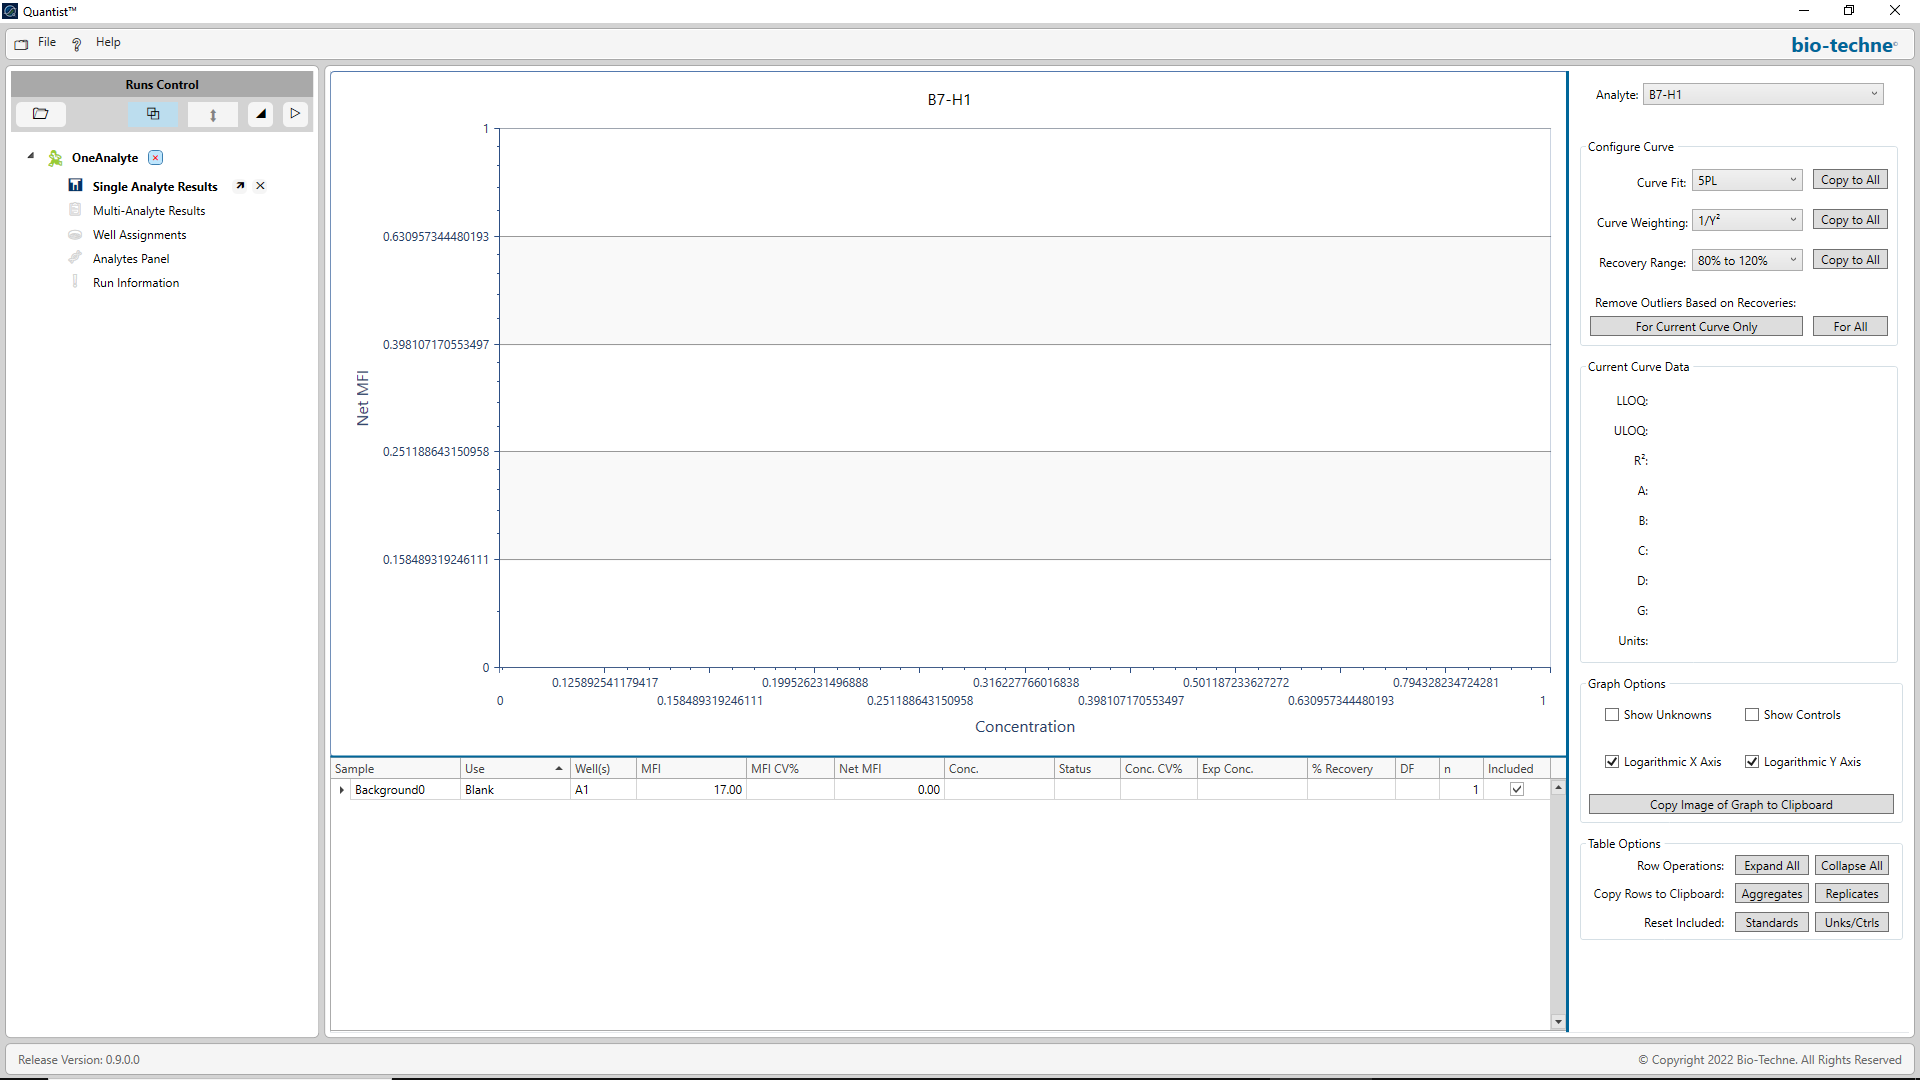 Quantist™
File Help
bio-techne
Runs Control
OneAnalyte
Single Analyte Results
Multi-Analyte Results
Well Assignments
Analytes Panel
Run Information
B7-H1
1
0.630957344480193
0.398107170553497
0.251188643150958
0.158489319246111
0
Net MFI
0.125892541179417 0.199526231496888 0.316227766016838 0.501187233627272 0.794328234724281
0 0.158489319246111 0.251188643150958 0.398107170553497 0.630957344480193 1
Concentration
Sample Use Well(s) MFI MFI CV% Net MFI Conc. Status Conc. CV% Exp Conc. % Recovery DF n Included
Background0 Blank A1 17.00 0.00 1
Analyte: B7-H1
Configure Curve
Curve Fit: 5PL Copy to All
Curve Weighting: 1/Y² Copy to All
Recovery Range: 80% to 120% Copy to All
Remove Outliers Based on Recoveries:
For Current Curve Only For All
Current Curve Data
LLOQ:
ULOQ:
R²:
A:
B:
C:
D:
G:
Units:
Graph Options
Show Unknowns Show Controls
Logarithmic X Axis Logarithmic Y Axis
Copy Image of Graph to Clipboard
Table Options
Row Operations: Expand All Collapse All
Copy Rows to Clipboard: Aggregates Replicates
Reset Included: Standards Unks/Ctrls
Release Version: 0.9.0.0
© Copyright 2022 Bio-Techne. All Rights Reserved